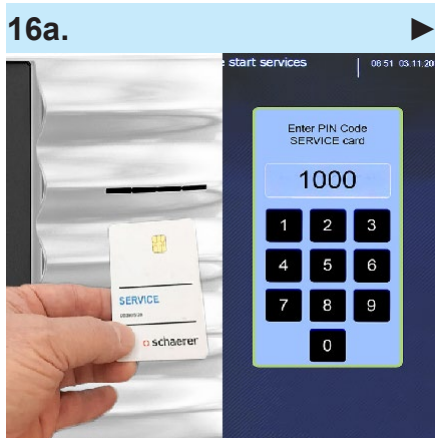 16a.
start services
08:51 03.11.20
Enter PIN Code
SERVICE card
1000
1 2 3
4 5 6
7 8 9
0
SERVICE
schaerer